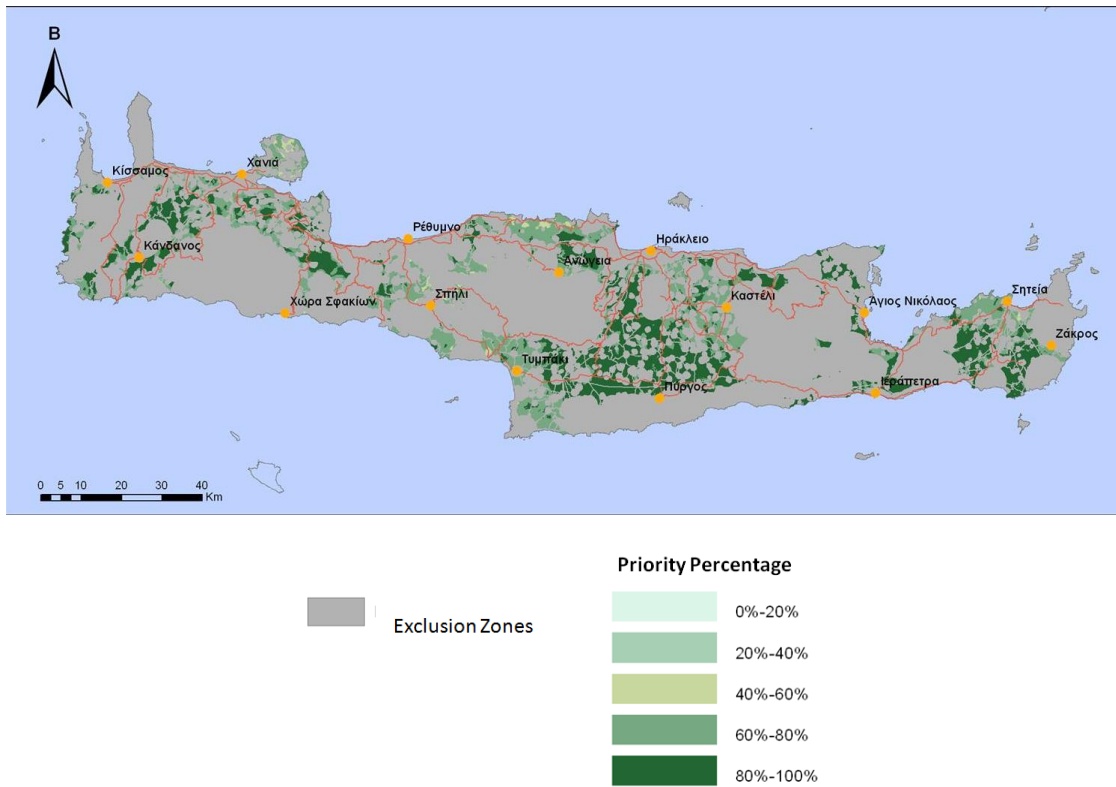 B
Κίσσαμος
Χανιά
Κάνδανος
Ρέθυμνο
Ηράκλειο
Ανώγεια
Χώρα Σφακίων
Σπήλι
Καστέλι
Άγιος Νικόλαος
Σητεία
Ζάκρος
Τυμπάκι
Πύργος
Ιεράπετρα
0 5 10 20 30 40
Km
Priority Percentage
Exclusion Zones
0%-20%
20%-40%
40%-60%
60%-80%
80%-100%